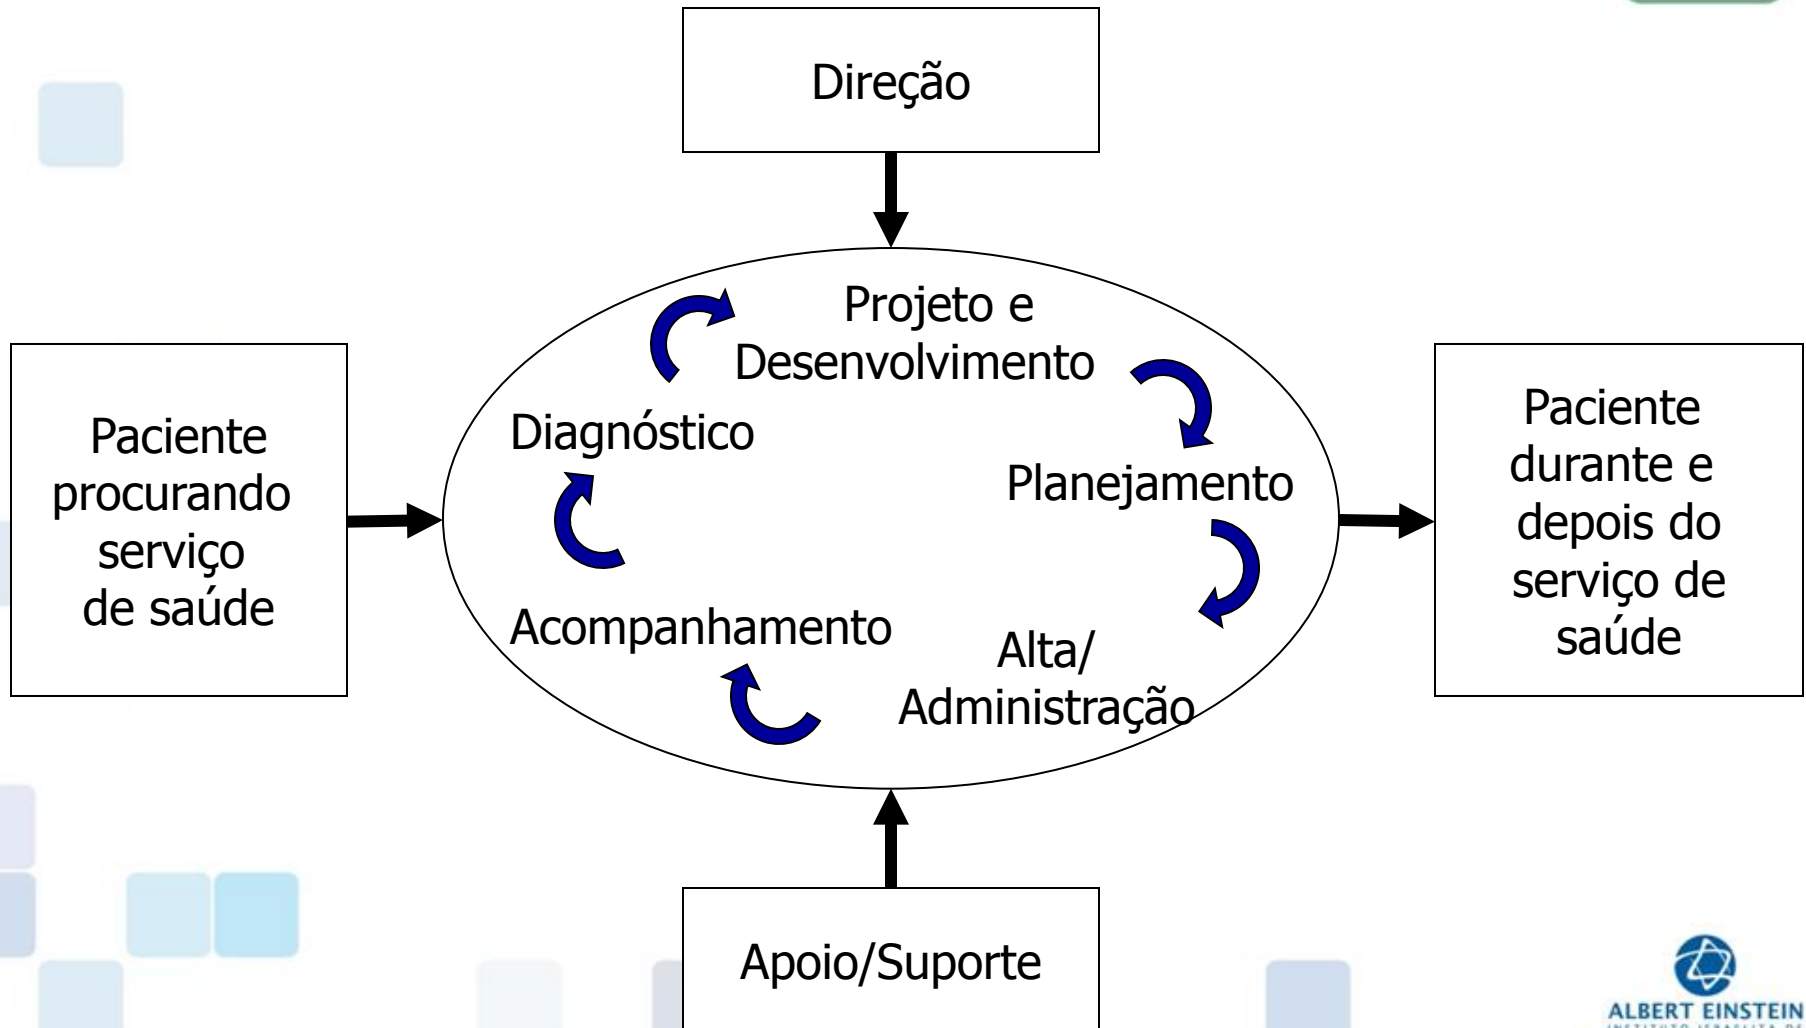 Direção
Projeto e
Desenvolvimento
Diagnóstico
Planejamento
Acompanhamento
Alta/
Administração
Paciente
procurando
serviço
de saúde
Paciente
durante e
depois do
serviço de
saúde
Apoio/Suporte
ALBERT EINSTEIN